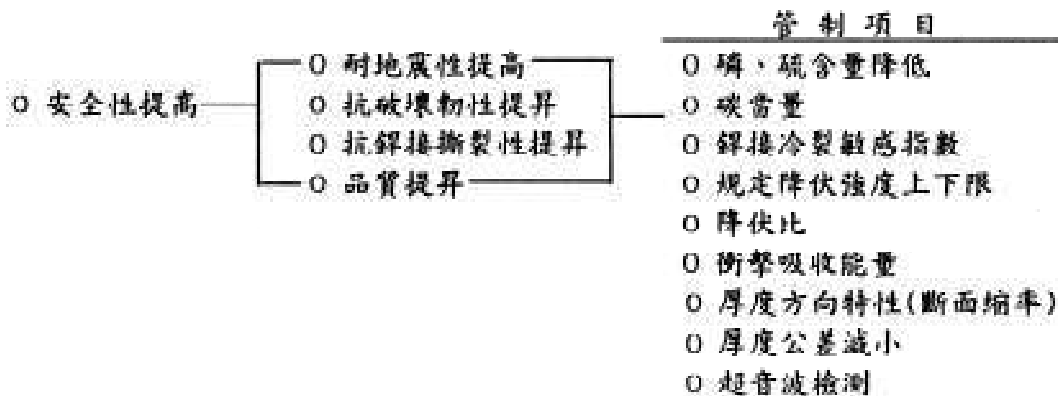 管制項目
O 安全性提高
O 耐地震性提高
O 抗破壞韌性提昇
O 抗銲接撕裂性提昇
O 品質提昇
O 磷、硫含量降低
O 碳當量
O 銲接冷裂敏感指數
O 規定降伏強度上下限
O 降伏比
O 衝擊吸收能量
O 厚度方向特性(斷面縮率)
O 厚度公差減小
O 超音波檢測